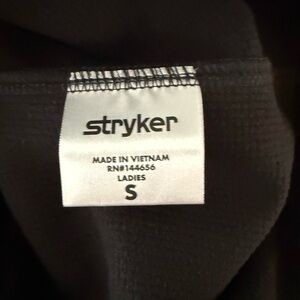 stryker
MADE IN VIETNAM
RN#144656
LADIES
S